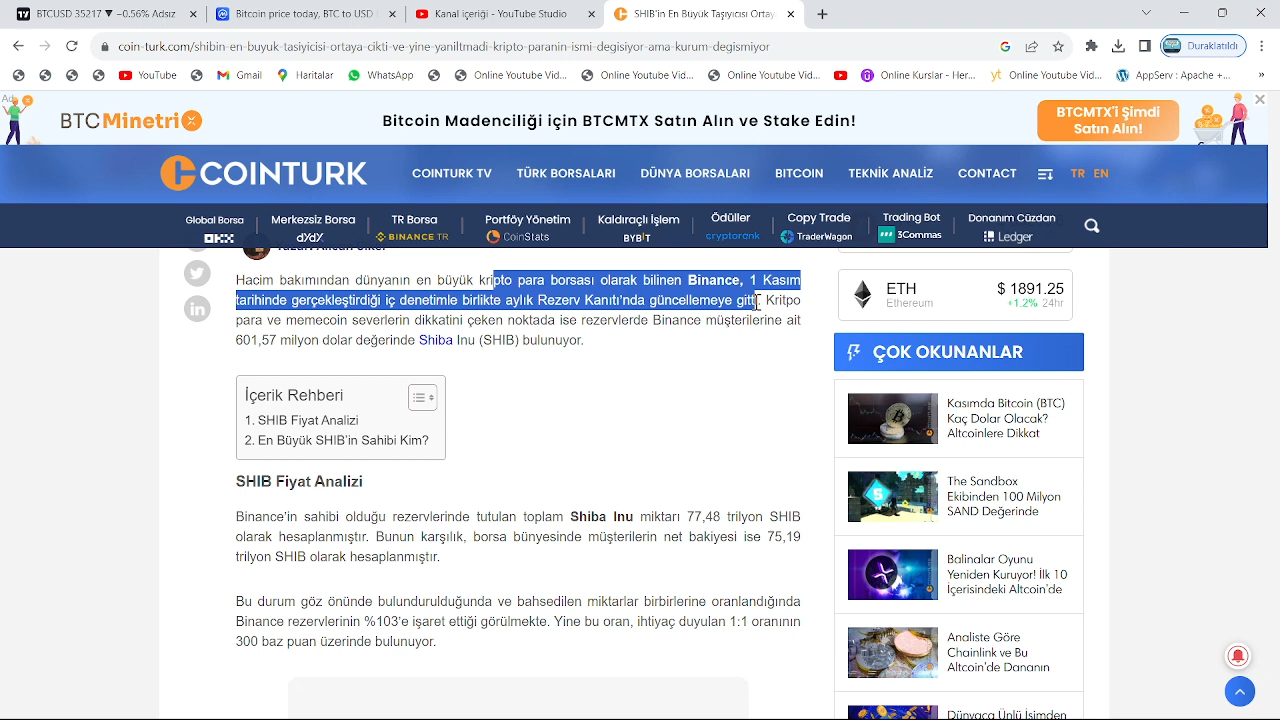 BTCUSD 35217 ▼ −0.56% Adsız
Bitcoin price today, BTC to USD
Kanal içeriği - YouTube Studio
SHIB'in En Büyük Taşıyıcısı Ortay
coin-turk.com/shibin-en-buyuk-tasiyicisi-ortaya-cikti-ve-yine-yanilmadi-kripto-paranin-ismi-degisiyor-ama-kurum-degismiyor
Duraklatıldı
YouTube
Gmail
Haritalar
WhatsApp
Online Youtube Vid...
Online Youtube Vid...
Online Youtube Vid...
Online Kurslar - Her...
Online Youtube Vid...
AppServ : Apache +...
Ad
BTCMinetrix
Bitcoin Madenciliği için BTCMTX Satın Alın ve Stake Edin!
BTCMTX'i Şimdi
Satın Alın!
COINTURK
COINTURK TV
TÜRK BORSALARI
DÜNYA BORSALARI
BITCOIN
TEKNİK ANALİZ
CONTACT
TR EN
Global Borsa
Merkezsiz Borsa
TR Borsa
Portföy Yönetim
Kaldıraçlı İşlem
Ödüller
Copy Trade
Trading Bot
Donanım Cüzdan
OKX
dYdX
BINANCE TR
CoinStats
BYBIT
cryptorank
TraderWagon
3Commas
Ledger
Hacim bakımından dünyanın en büyük kripto para borsası olarak bilinen Binance, 1 Kasım
tarihinde gerçekleştirdiği iç denetimle birlikte aylık Rezerv Kanıtı'nda güncellemeye gitti. Kritpo
para ve memecoin severlerin dikkatini çeken noktada ise rezervlerde Binance müşterilerine ait
601,57 milyon dolar değerinde Shiba Inu (SHIB) bulunuyor.
İçerik Rehberi
1. SHIB Fiyat Analizi
2. En Büyük SHIB'in Sahibi Kim?
SHIB Fiyat Analizi
Binance'in sahibi olduğu rezervlerinde tutulan toplam Shiba Inu miktarı 77,48 trilyon SHIB
olarak hesaplanmıştır. Bunun karşılık, borsa bünyesinde müşterilerin net bakiyesi ise 75,19
trilyon SHIB olarak hesaplanmıştır.
Bu durum göz önünde bulundurulduğunda ve bahsedilen miktarlar birbirlerine oranlandığında
Binance rezervlerinin %103'e işaret ettiği görülmekte. Yine bu oran, ihtiyaç duyulan 1:1 oranının
300 baz puan üzerinde bulunuyor.
ETH
Ethereum
$ 1891.25
+1.2% 24hr
ÇOK OKUNANLAR
Kasımda Bitcoin (BTC)
Kaç Dolar Olacak?
Altcoinlere Dikkat
The Sandbox
Ekibinden 100 Milyon
SAND Değerinde
Balinalar Oyunu
Yeniden Kuruyor! İlk 10
İçerisindeki Altcoin'de
Analiste Göre
Chainlink ve Bu
Altcoin'de Dananın
Dünyaca Ünlü İsimden